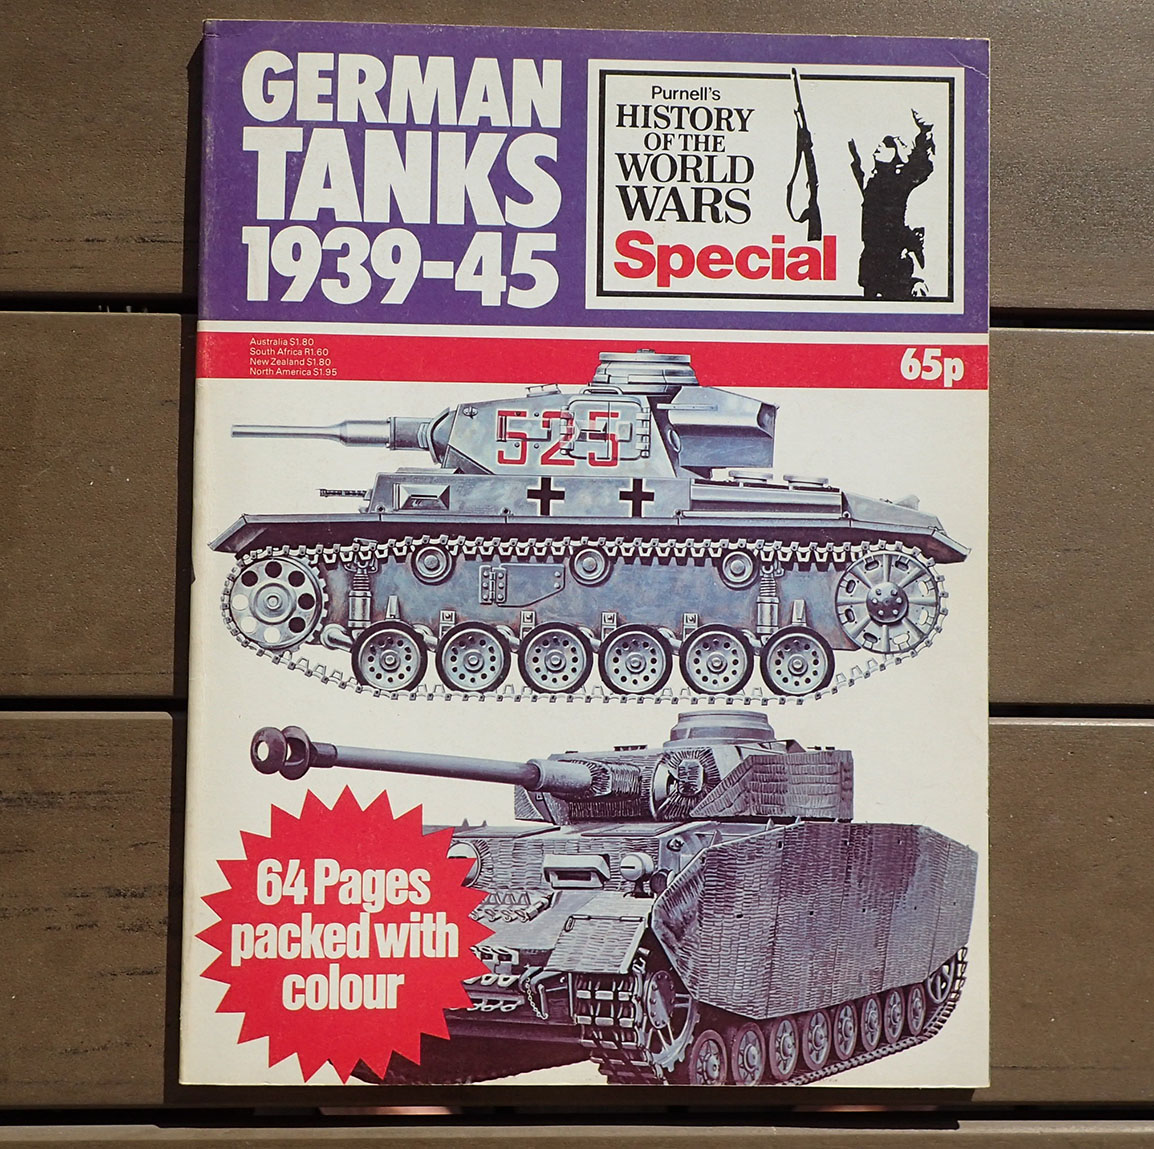 GERMAN
TANKS
1939-45
Purnell's
HISTORY
OF THE
WORLD
WARS
Special
Australia $1.80
South Africa R1.60
New Zealand $1.80
North America $1.95
65p
525
64 Pages
packed with
colour